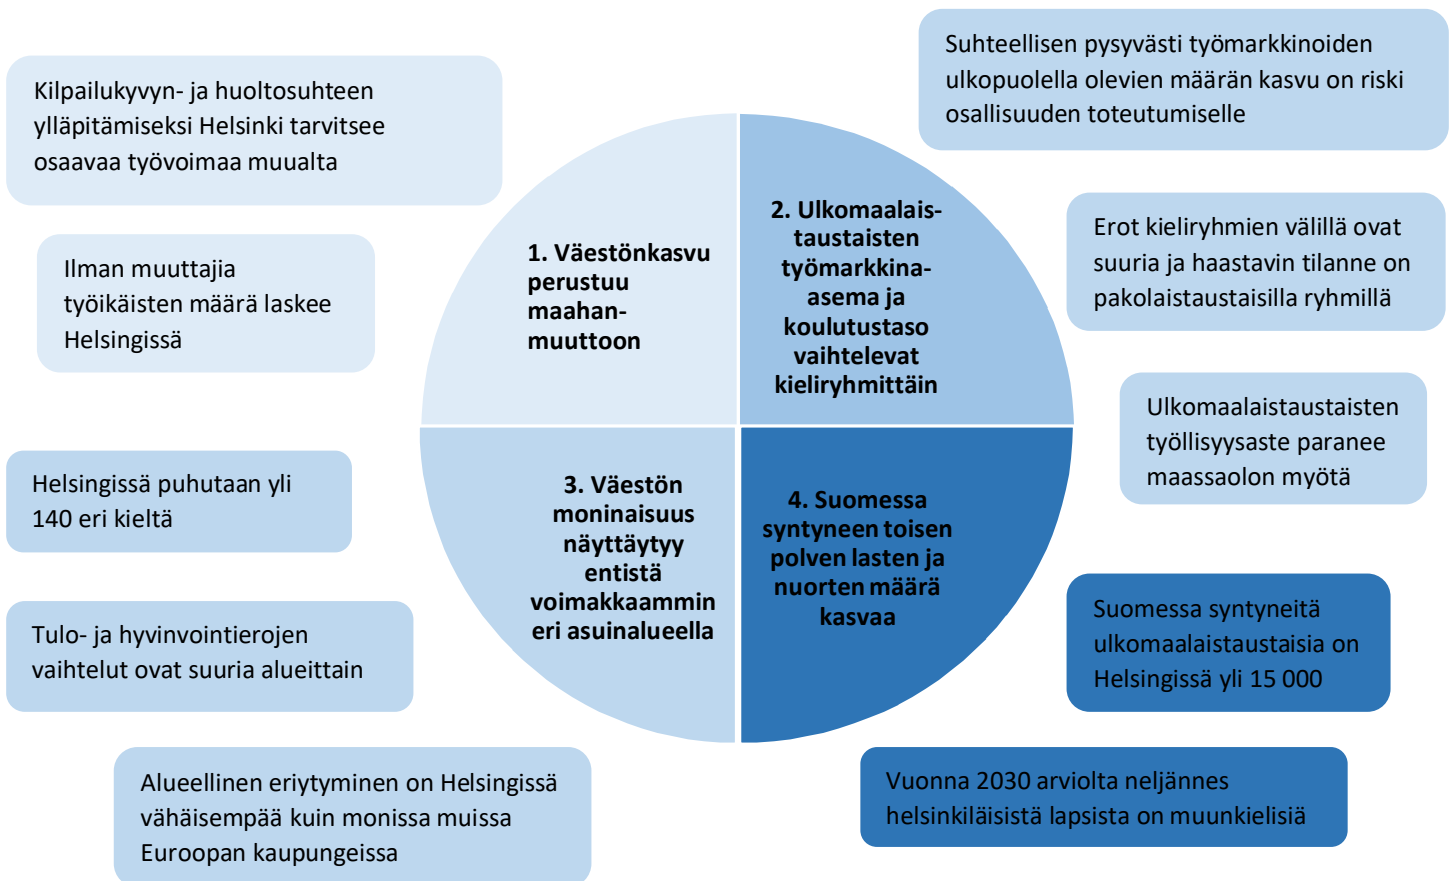 Kilpailukyvyn- ja huoltosuhteen
ylläpitämiseksi Helsinki tarvitsee
osaavaa työvoimaa muualta
Ilman muuttajia
työikäisten määrä laskee
Helsingissä
1. Väestönkasvu
perustuu
maahan-
muuttoon
2. Ulkomaalais-
taustaisten
työmarkkina-
asema ja
koulutustaso
vaihtelevat
kieliryhmittäin
Suhteellisen pysyvästi työmarkkinoiden
ulkopuolella olevien määrän kasvu on riski
osallisuuden toteutumiselle
Erot kieliryhmien välillä ovat
suuria ja haastavin tilanne on
pakolaistaustaisilla ryhmillä
Ulkomaalaistaustaisten
työllisyysaste paranee
maassaolon myötä
Helsingissä puhutaan yli
140 eri kieltä
Tulo- ja hyvinvointierojen
vaihtelut ovat suuria alueittain
Alueellinen eriytyminen on Helsingissä
vähäisempää kuin monissa muissa
Euroopan kaupungeissa
3. Väestön
moninaisuus
näyttäytyy
entistä
voimakkaammin
eri asuinalueella
4. Suomessa
syntyneen toisen
polven lasten ja
nuorten määrä
kasvaa
Suomessa syntyneitä
ulkomaalaistaustaisia on
Helsingissä yli 15 000
Vuonna 2030 arviolta neljännes
helsinkiläisistä lapsista on muunkielisiä